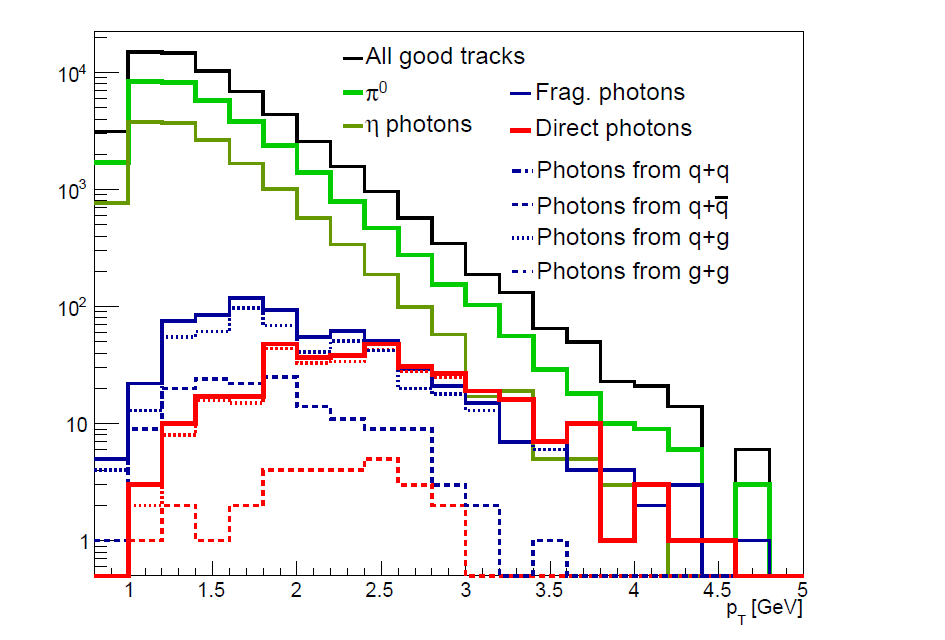 All good tracks
π⁰
η photons
Frag. photons
Direct photons
Photons from q+q
Photons from q+q̅
Photons from q+g
Photons from g+g
10⁴
10³
10²
10
1
1 1.5 2 2.5 3 3.5 4 4.5 5
p_T [GeV]